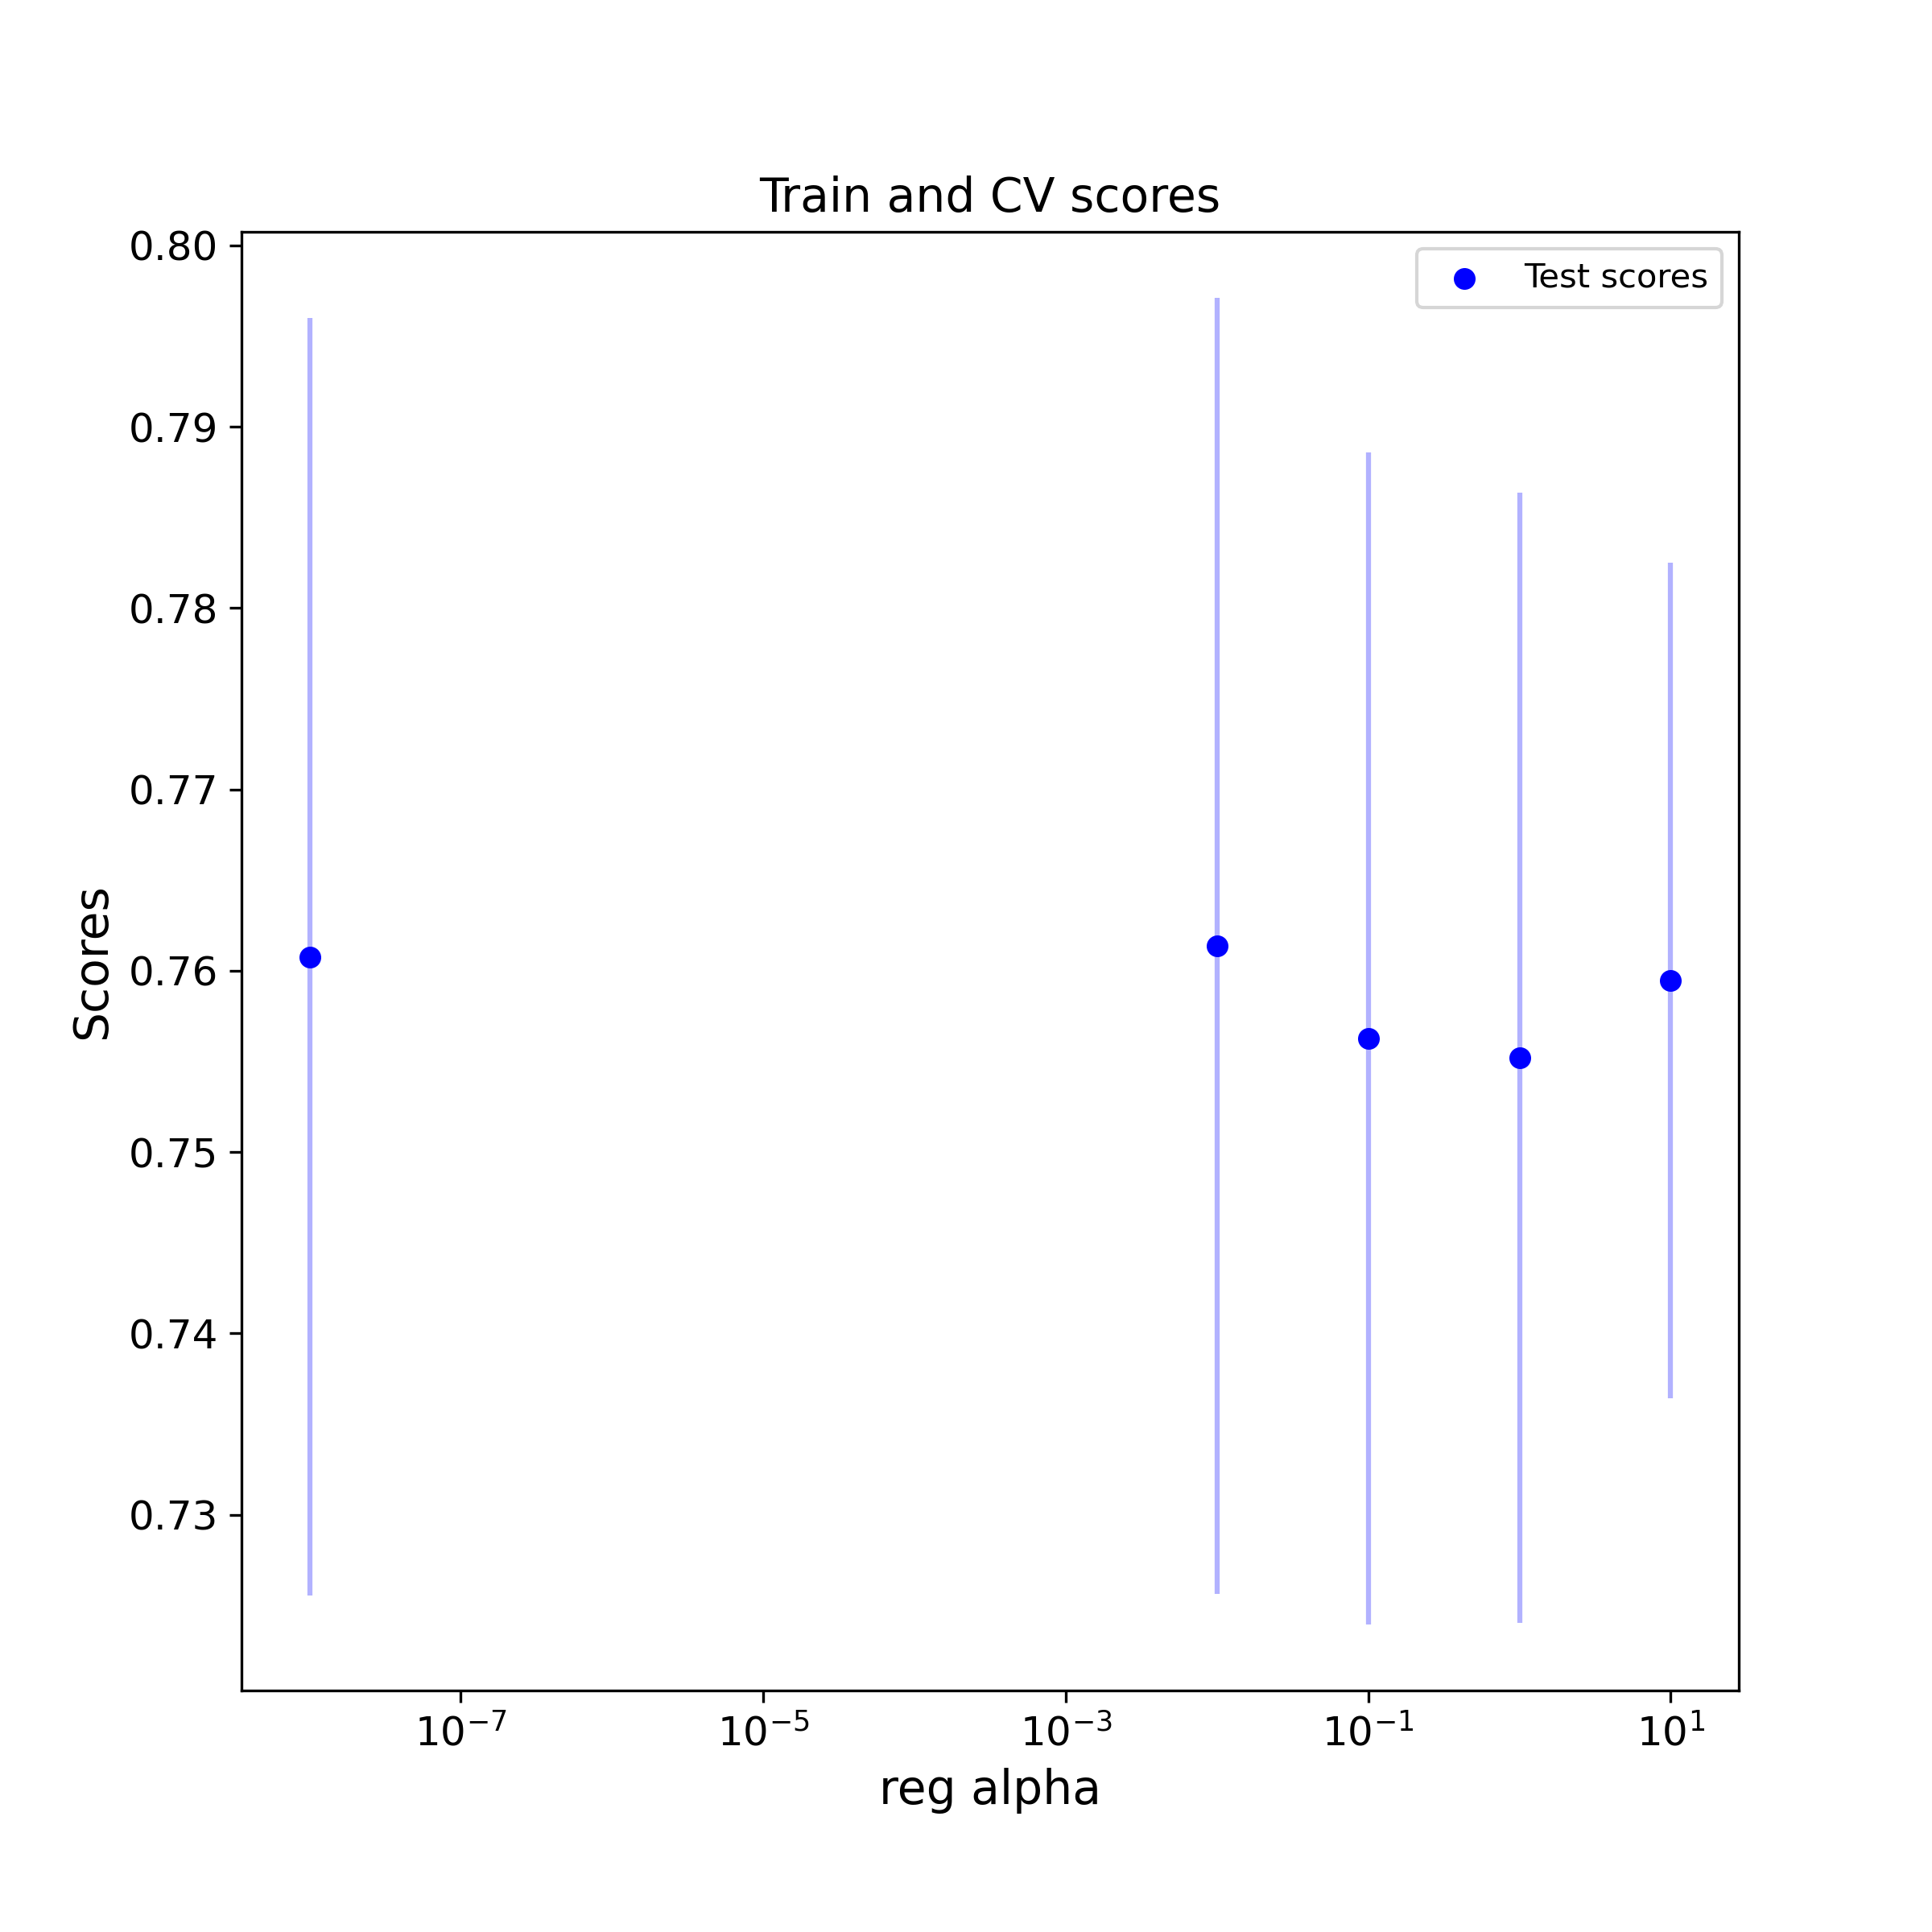 Train and CV scores
Test scores
0.80
0.79
0.78
0.77
0.76
0.75
0.74
0.73
Scores
10⁻⁷ 10⁻⁵ 10⁻³ 10⁻¹ 10¹
reg alpha